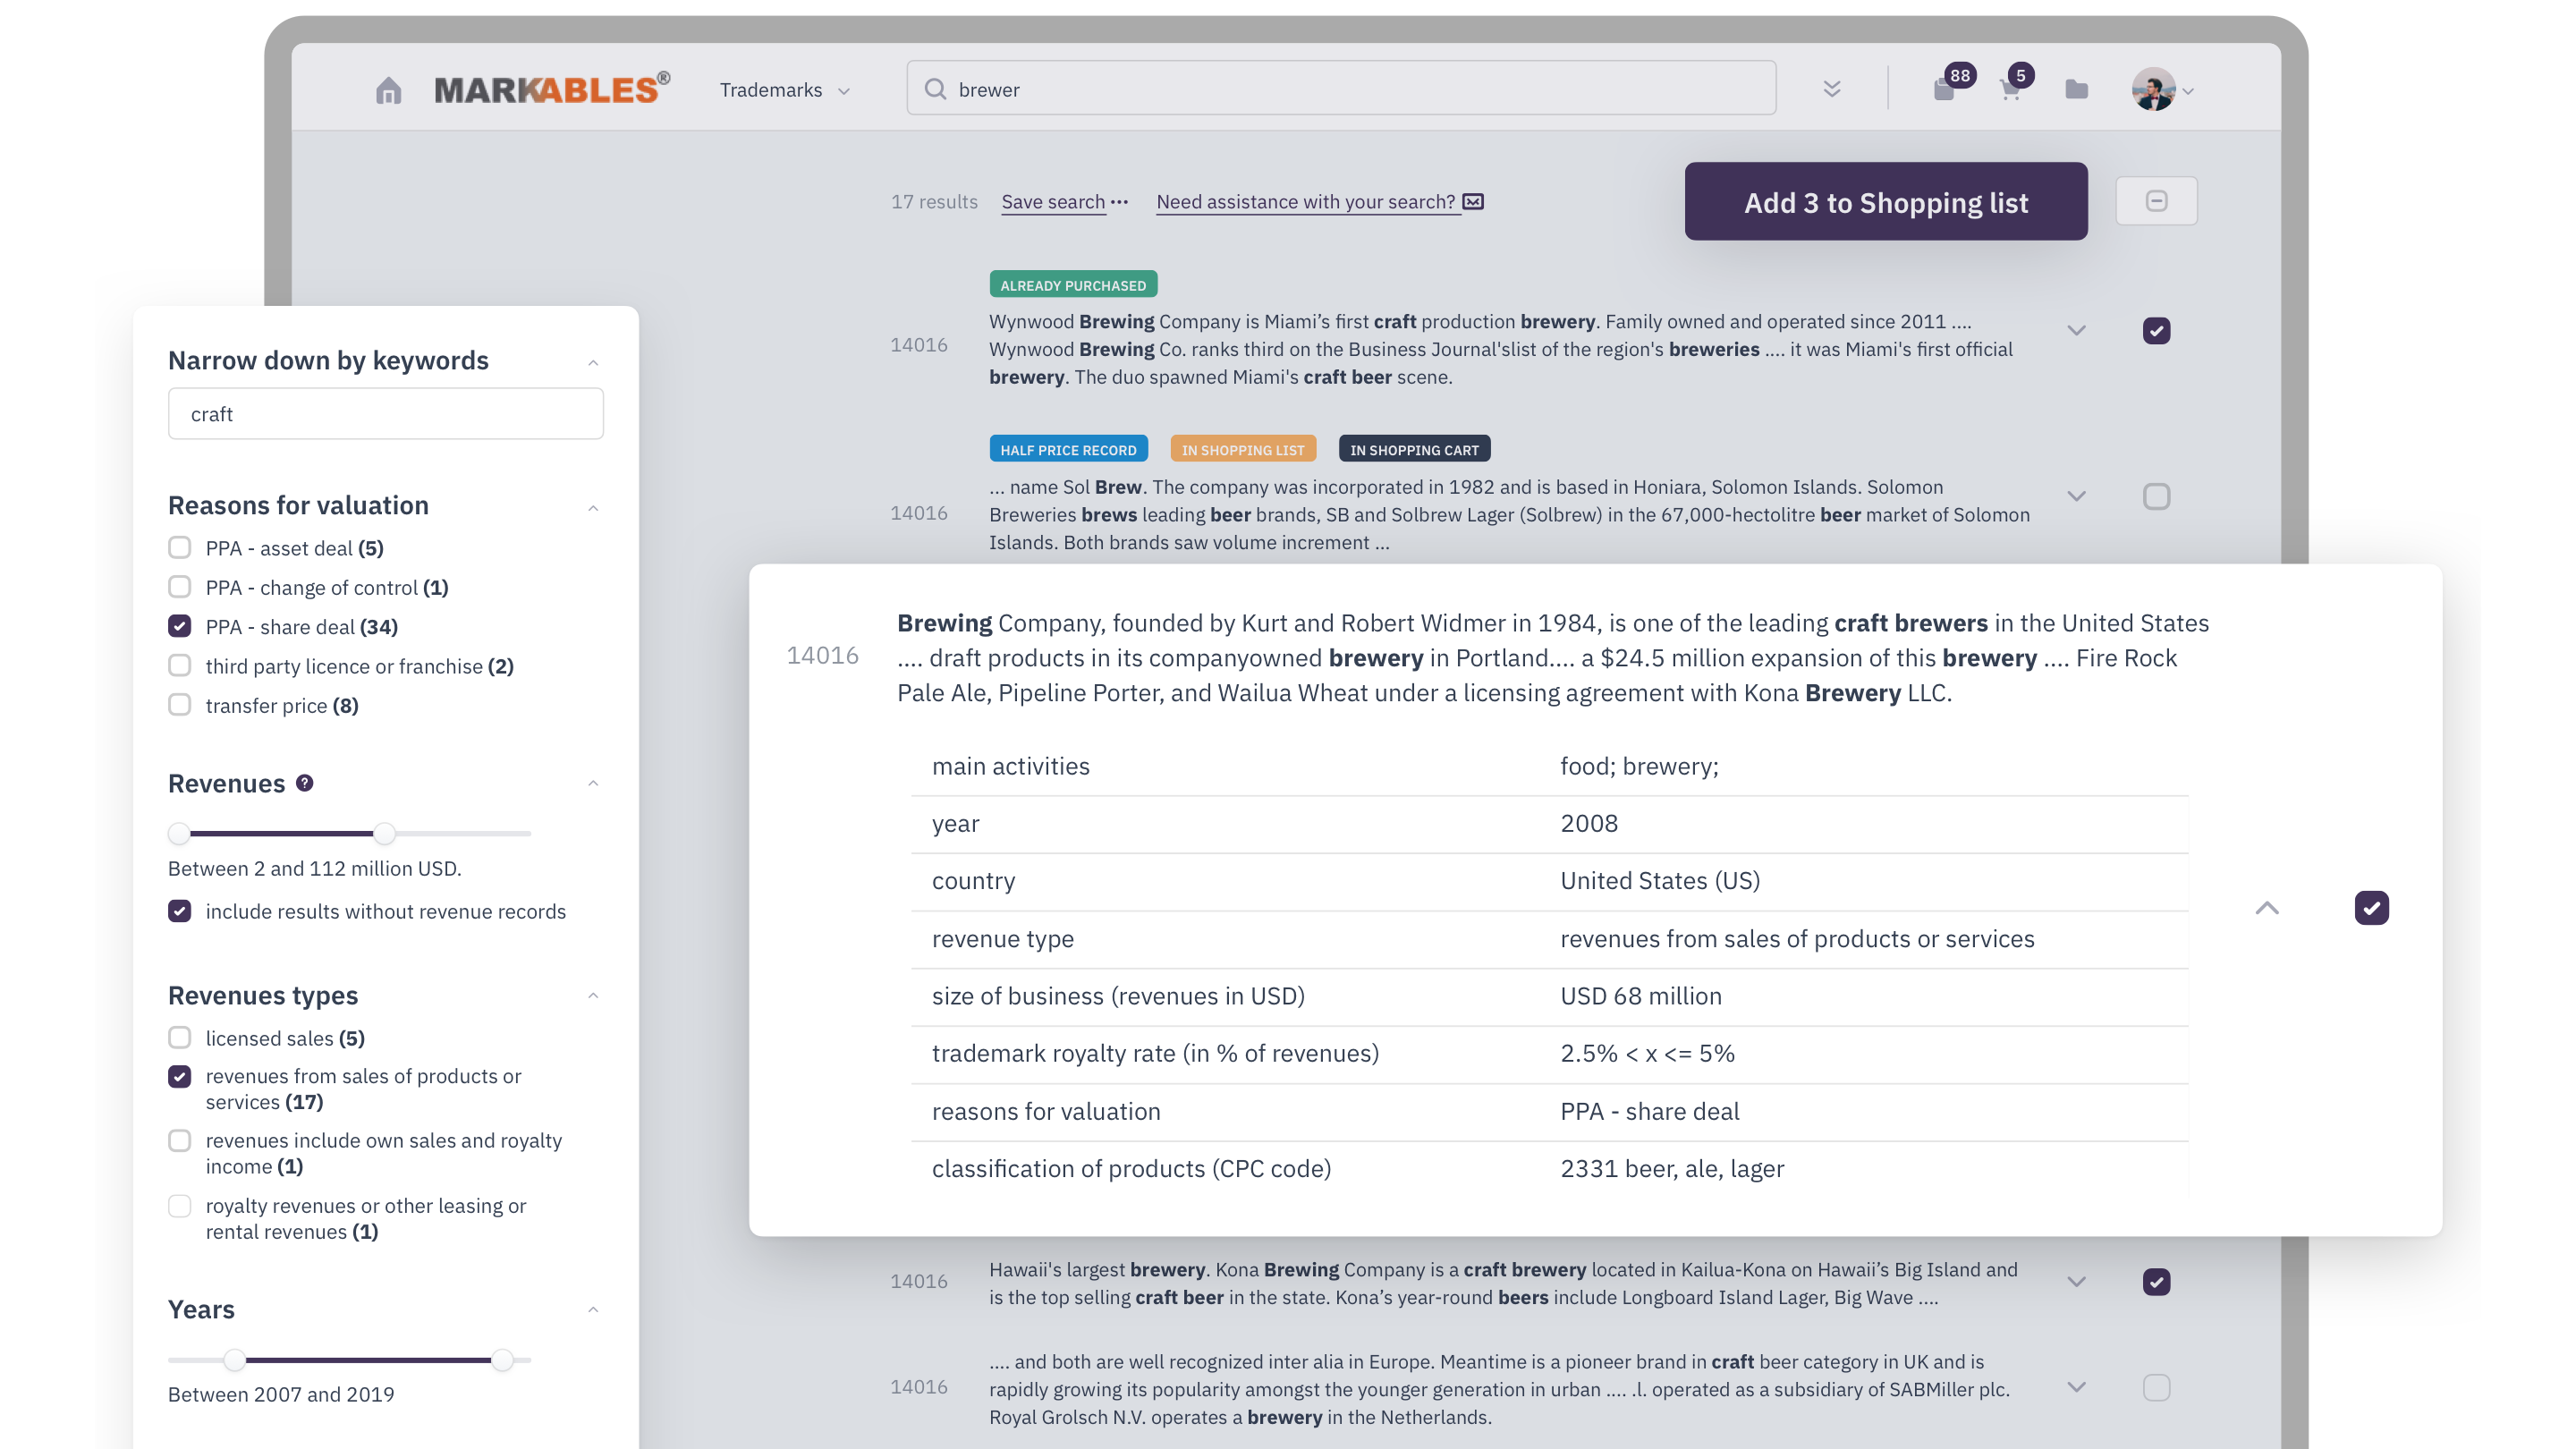 MARKABLES®
Trademarks
brewer
88
5
17 results
Save search ···
Need assistance with your search?
Add 3 to Shopping list
ALREADY PURCHASED
14016
Wynwood Brewing Company is Miami’s first craft production brewery. Family owned and operated since 2011 ....
Wynwood Brewing Co. ranks third on the Business Journal'slist of the region's breweries .... it was Miami's first official
brewery. The duo spawned Miami's craft beer scene.
HALF PRICE RECORD
IN SHOPPING LIST
IN SHOPPING CART
14016
... name Sol Brew. The company was incorporated in 1982 and is based in Honiara, Solomon Islands. Solomon
Breweries brews leading beer brands, SB and Solbrew Lager (Solbrew) in the 67,000-hectolitre beer market of Solomon
Islands. Both brands saw volume increment ...
Narrow down by keywords
craft
Reasons for valuation
PPA - asset deal (5)
PPA - change of control (1)
PPA - share deal (34)
third party licence or franchise (2)
transfer price (8)
Revenues ?
Between 2 and 112 million USD.
include results without revenue records
Revenues types
licensed sales (5)
revenues from sales of products or
services (17)
revenues include own sales and royalty
income (1)
royalty revenues or other leasing or
rental revenues (1)
Years
Between 2007 and 2019
14016
Brewing Company, founded by Kurt and Robert Widmer in 1984, is one of the leading craft brewers in the United States
.... draft products in its companyowned brewery in Portland.... a $24.5 million expansion of this brewery .... Fire Rock
Pale Ale, Pipeline Porter, and Wailua Wheat under a licensing agreement with Kona Brewery LLC.
main activities food; brewery;
year 2008
country United States (US)
revenue type revenues from sales of products or services
size of business (revenues in USD) USD 68 million
trademark royalty rate (in % of revenues) 2.5% < x <= 5%
reasons for valuation PPA - share deal
classification of products (CPC code) 2331 beer, ale, lager
14016
Hawaii's largest brewery. Kona Brewing Company is a craft brewery located in Kailua-Kona on Hawaii’s Big Island and
is the top selling craft beer in the state. Kona’s year-round beers include Longboard Island Lager, Big Wave ....
14016
.... and both are well recognized inter alia in Europe. Meantime is a pioneer brand in craft beer category in UK and is
rapidly growing its popularity amongst the younger generation in urban .... .l. operated as a subsidiary of SABMiller plc.
Royal Grolsch N.V. operates a brewery in the Netherlands.